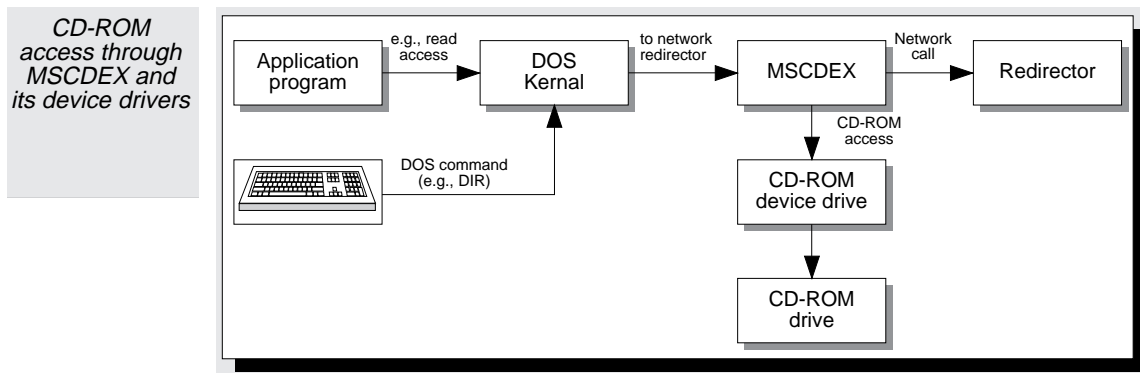 CD-ROM
access through
MSCDEX and
its device drivers
Application
program
e.g., read
access
DOS
Kernal
to network
redirector
MSCDEX
Network
call
Redirector
CD-ROM
access
DOS command
(e.g., DIR)
CD-ROM
device drive
CD-ROM
drive